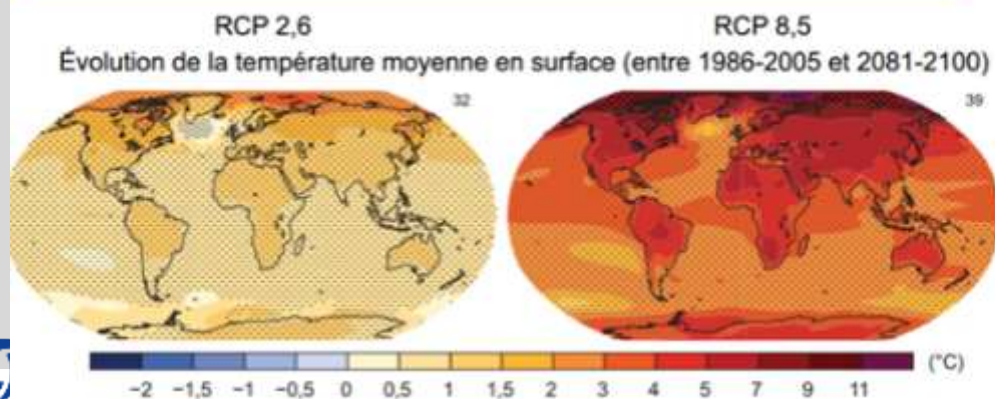 RCP 2,6
RCP 8,5
Évolution de la température moyenne en surface (entre 1986-2005 et 2081-2100)
32
39
(°C)
−2 −1,5 −1 −0,5 0 0,5 1 1,5 2 3 4 5 7 9 11